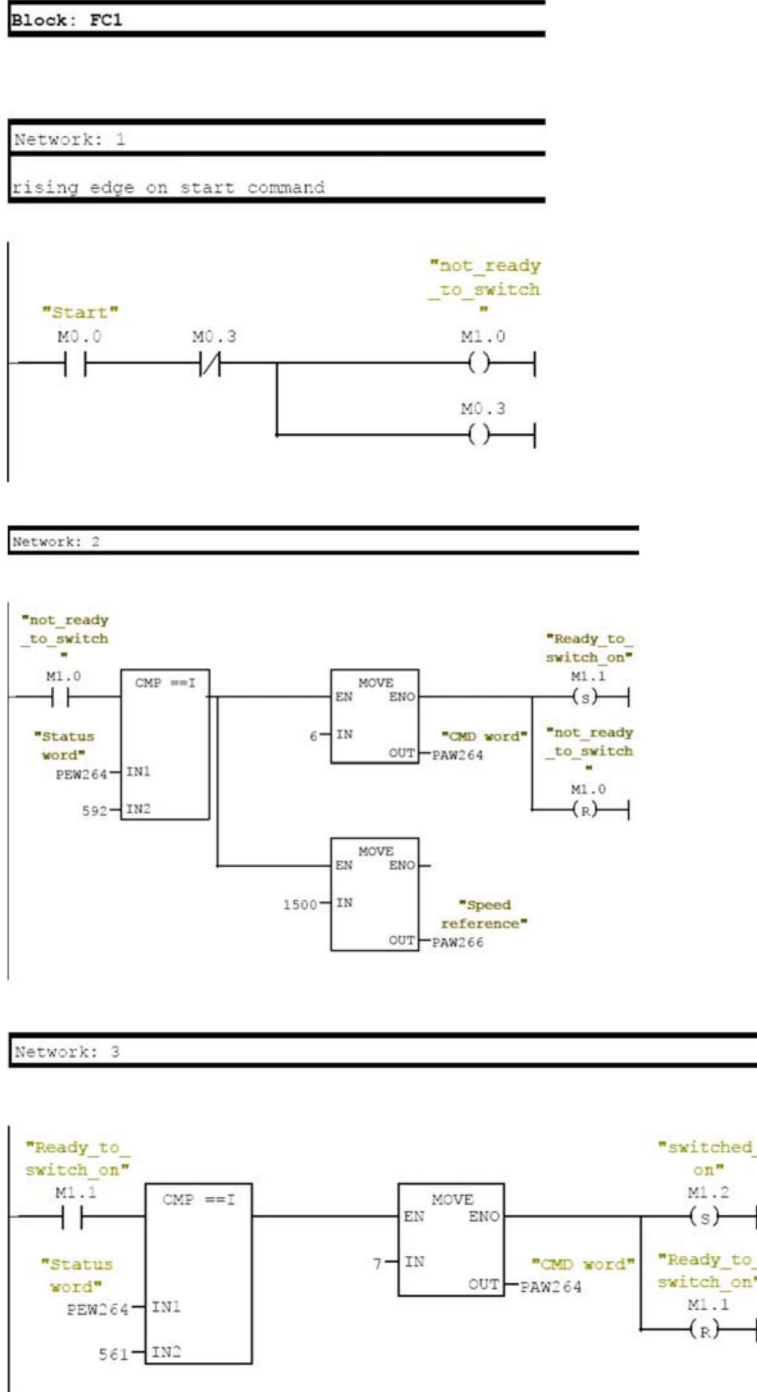 Block: FC1
Network: 1
rising edge on start command
"not_ready
_to_switch
"
"Start"
M0.0 M0.3 M1.0
M0.3
Network: 2
"not_ready
_to_switch
"
M1.0
CMP ==I
"Status
word"
PEW264 IN1
592 IN2
MOVE
EN ENO
6 IN
OUT
"CMD word"
PAW264
"Ready_to_
switch_on"
M1.1
(S)
"not_ready
_to_switch
"
M1.0
(R)
MOVE
EN ENO
1500 IN
OUT
"Speed
reference"
PAW266
Network: 3
"Ready_to_
switch_on"
M1.1
CMP ==I
"Status
word"
PEW264 IN1
561 IN2
MOVE
EN ENO
7 IN
OUT
"CMD word"
PAW264
"switched_
on"
M1.2
(S)
"Ready_to_
switch_on"
M1.1
(R)